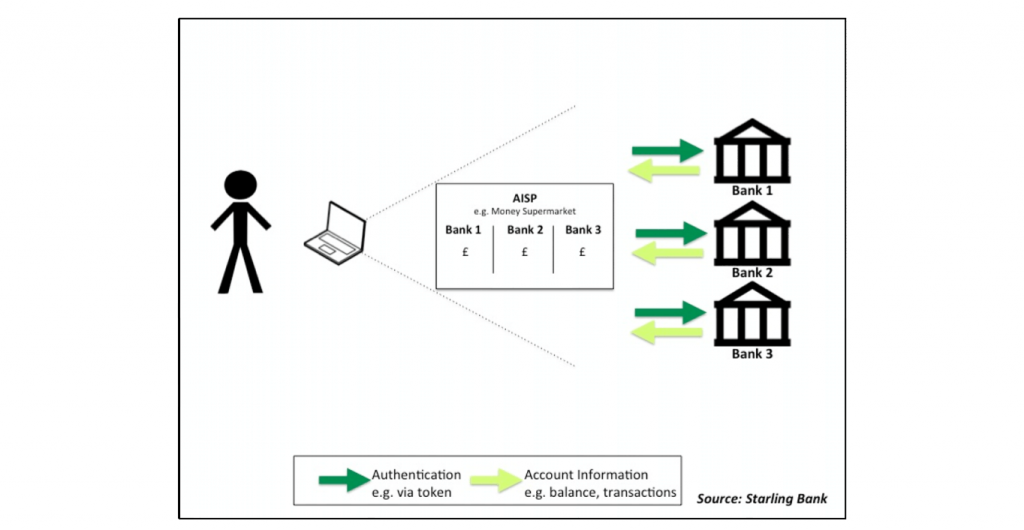 AISP
e.g. Money Supermarket
Bank 1 Bank 2 Bank 3
£ £ £
Bank 1
Bank 2
Bank 3
Authentication
e.g. via token
Account Information
e.g. balance, transactions
Source: Starling Bank